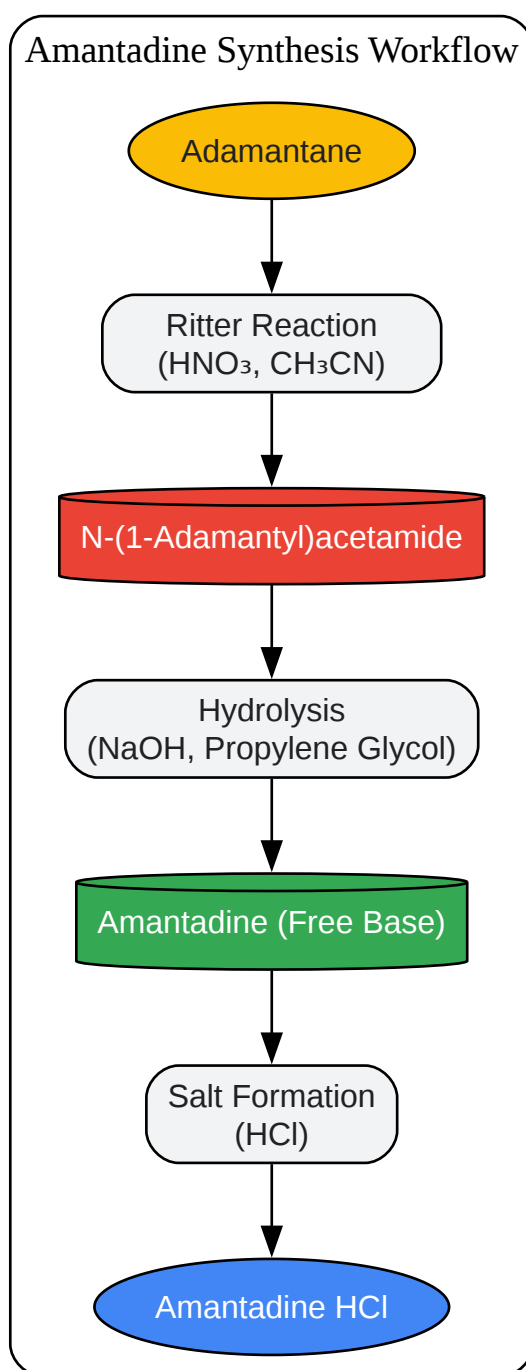 Amantadine Synthesis Workflow
Adamantane
Ritter Reaction
(HNO₃, CH₃CN)
N-(1-Adamantyl)acetamide
Hydrolysis
(NaOH, Propylene Glycol)
Amantadine (Free Base)
Salt Formation
(HCl)
Amantadine HCl